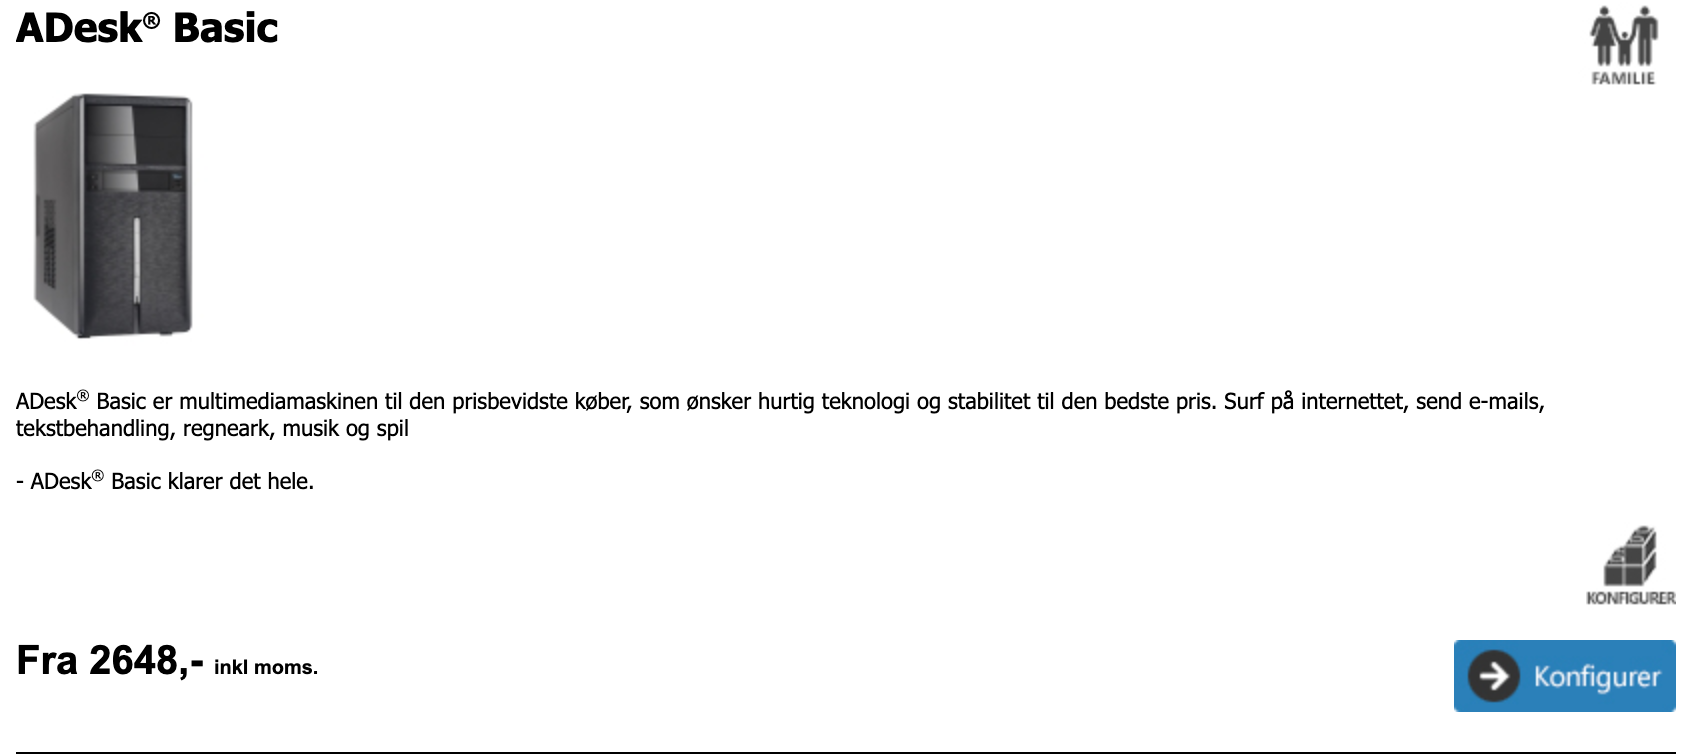 ADesk® Basic
FAMILIE
ADesk® Basic er multimediamaskinen til den prisbevidste køber, som ønsker hurtig teknologi og stabilitet til den bedste pris. Surf på internettet, send e-mails,
tekstbehandling, regneark, musik og spil
- ADesk® Basic klarer det hele.
KONFIGURER
Fra 2648,- inkl moms.
Konfigurer